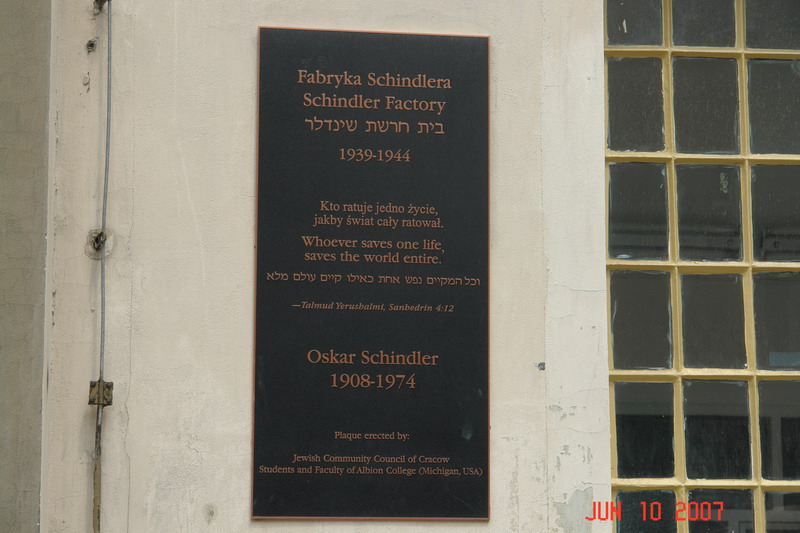 Fabryka Schindlera
Schindler Factory
בית חרשת שינדלר
1939-1944
Kto ratuje jedno życie,
jakby świat cały ratował.
Whoever saves one life,
saves the world entire.
וכל המקיים נפש אחת כאילו קיים עולם מלא
—Talmud Yerushalmi, Sanhedrin 4:12
Oskar Schindler
1908-1974
Plaque erected by:
Jewish Community Council of Cracow
Students and Faculty of Albion College (Michigan, USA)
JUN 10 2007